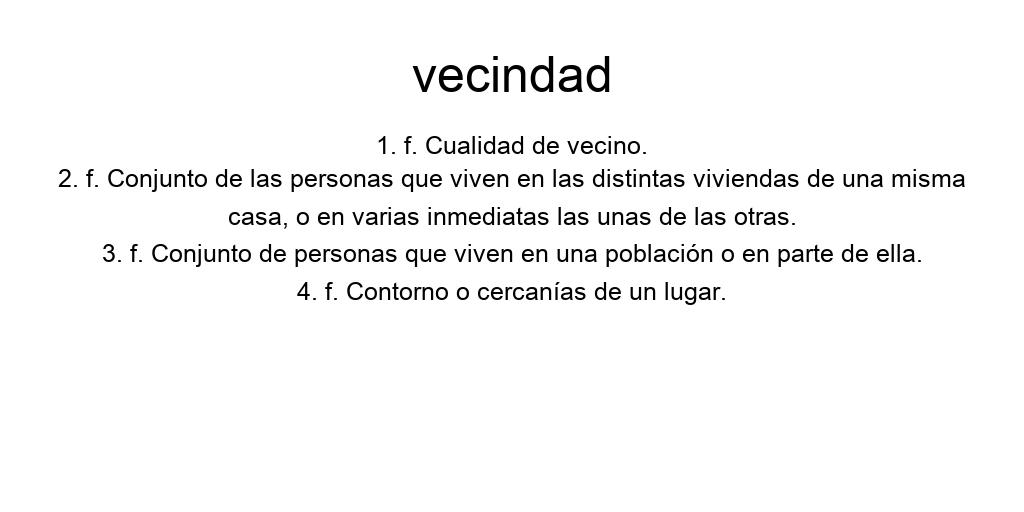 vecindad
1. f. Cualidad de vecino.
2. f. Conjunto de las personas que viven en las distintas viviendas de una misma
casa, o en varias inmediatas las unas de las otras.
3. f. Conjunto de personas que viven en una población o en parte de ella.
4. f. Contorno o cercanías de un lugar.